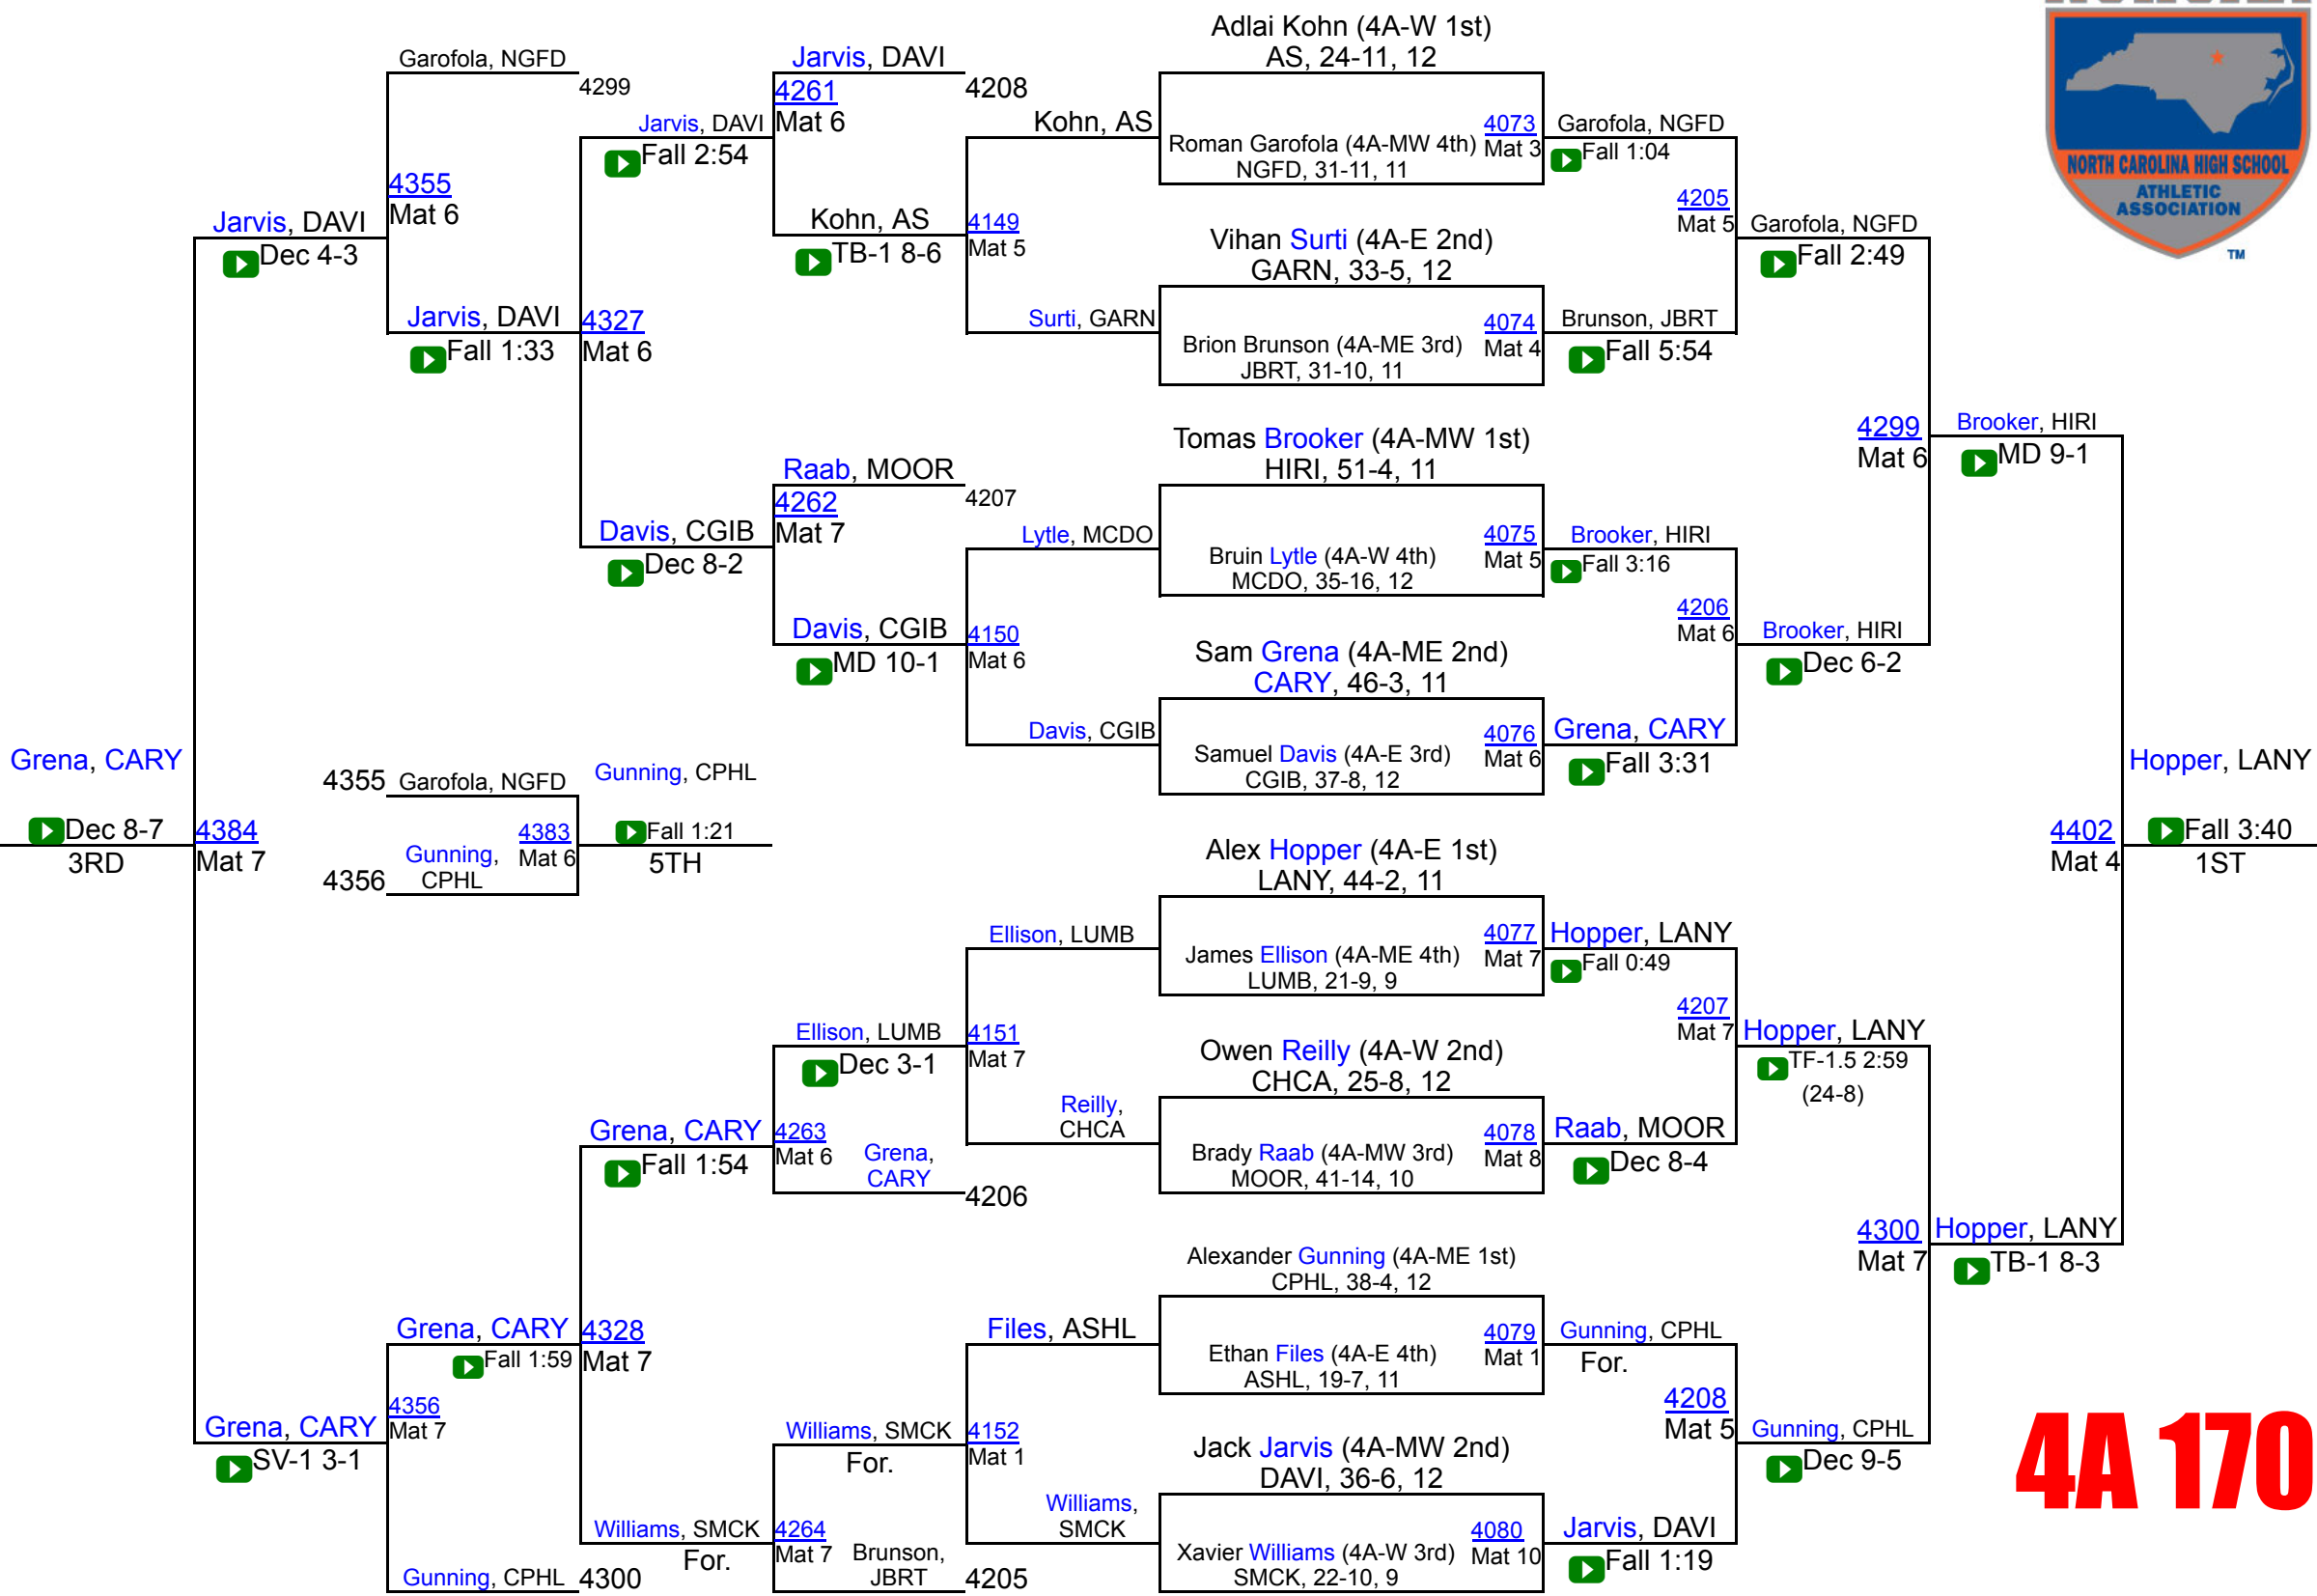 Adlai Kohn (4A-W 1st)
AS, 24-11, 12
Roman Garofola (4A-MW 4th)
NGFD, 31-11, 11
4073
Mat 3
Vihan Surti (4A-E 2nd)
GARN, 33-5, 12
Brion Brunson (4A-ME 3rd)
JBRT, 31-10, 11
4074
Mat 4
Tomas Brooker (4A-MW 1st)
HIRI, 51-4, 11
Bruin Lytle (4A-W 4th)
MCDO, 35-16, 12
4075
Mat 5
Sam Grena (4A-ME 2nd)
CARY, 46-3, 11
Samuel Davis (4A-E 3rd)
CGIB, 37-8, 12
4076
Mat 6
Alex Hopper (4A-E 1st)
LANY, 44-2, 11
James Ellison (4A-ME 4th)
LUMB, 21-9, 9
4077
Mat 7
Owen Reilly (4A-W 2nd)
CHCA, 25-8, 12
Brady Raab (4A-MW 3rd)
MOOR, 41-14, 10
4078
Mat 8
Alexander Gunning (4A-ME 1st)
CPHL, 38-4, 12
Ethan Files (4A-E 4th)
ASHL, 19-7, 11
4079
Mat 1
Jack Jarvis (4A-MW 2nd)
DAVI, 36-6, 12
Xavier Williams (4A-W 3rd)
SMCK, 22-10, 9
4080
Mat 10
Garofola, NGFD
Fall 1:04
4205
Mat 5
Brunson, JBRT
Fall 5:54
Brooker, HIRI
Fall 3:16
4206
Mat 6
Grena, CARY
Fall 3:31
Hopper, LANY
Fall 0:49
4207
Mat 7
Raab, MOOR
Dec 8-4
Gunning, CPHL
For.
4208
Mat 5
Jarvis, DAVI
Fall 1:19
Garofola, NGFD
Fall 2:49
4299
Mat 6
Brooker, HIRI
Dec 6-2
Hopper, LANY
TF-1.5 2:59
(24-8)
4300
Mat 7
Gunning, CPHL
Dec 9-5
Brooker, HIRI
MD 9-1
4402
Mat 4
Hopper, LANY
TB-1 8-3
Hopper, LANY
Fall 3:40
1ST
Kohn, AS
4149
Mat 5
Surti, GARN
Lytle, MCDO
4150
Mat 6
Davis, CGIB
Ellison, LUMB
4151
Mat 7
Reilly,
CHCA
Files, ASHL
4152
Mat 1
Williams,
SMCK
Jarvis, DAVI
4208
4261
Mat 6
Kohn, AS
TB-1 8-6
Raab, MOOR
4207
4262
Mat 7
Davis, CGIB
MD 10-1
Ellison, LUMB
Dec 3-1
4263
Mat 6
Grena,
CARY
4206
Williams, SMCK
For.
4264
Mat 7
Brunson,
JBRT
4205
Jarvis, DAVI
Fall 2:54
4327
Mat 6
Davis, CGIB
Dec 8-2
Grena, CARY
Fall 1:54
4328
Mat 7
Williams, SMCK
For.
Garofola, NGFD
4299
4355
Mat 6
Jarvis, DAVI
Fall 1:33
Grena, CARY
Fall 1:59
4356
Mat 7
Gunning, CPHL
4300
Jarvis, DAVI
Dec 4-3
4384
Mat 7
Grena, CARY
SV-1 3-1
Grena, CARY
Dec 8-7
3RD
4355
Garofola, NGFD
4383
Mat 6
4356
Gunning,
CPHL
Gunning, CPHL
Fall 1:21
5TH
NORTH CAROLINA HIGH SCHOOL
ATHLETIC
ASSOCIATION
TM
4A 170